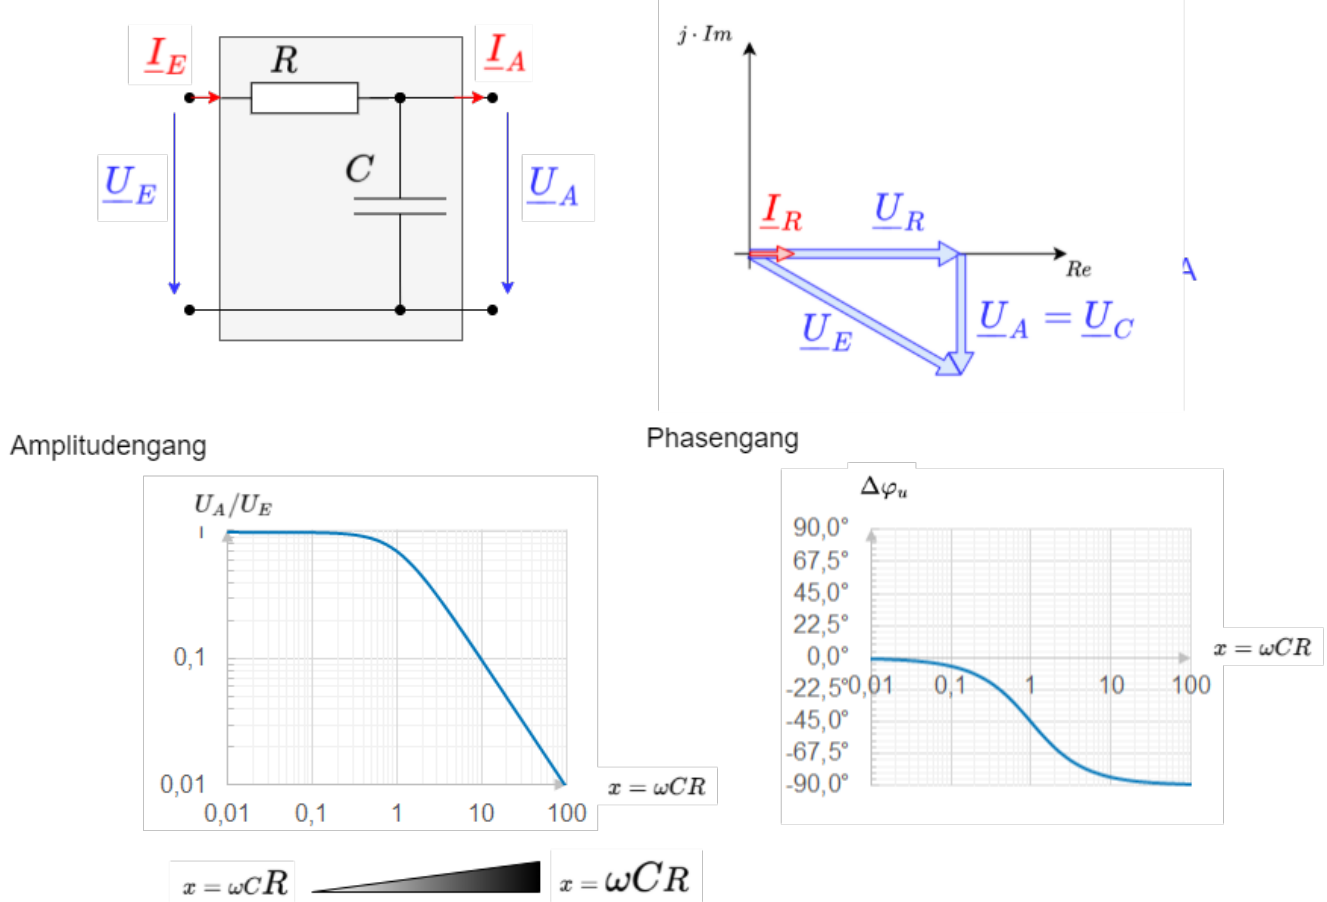 I_E
R
I_A
C
U_E
U_A
j · Im
I_R
U_R
Re
U_A = U_C
U_E
A
Amplitudengang
Phasengang
U_A/U_E
1
0,1
0,01
0,01 0,1 1 10 100
x = ωCR
Δφ_u
90,0°
67,5°
45,0°
22,5°
0,0°
-22,5°
-45,0°
-67,5°
-90,0°
0,01 0,1 1 10 100
x = ωCR
x = ωCR
x = ωCR